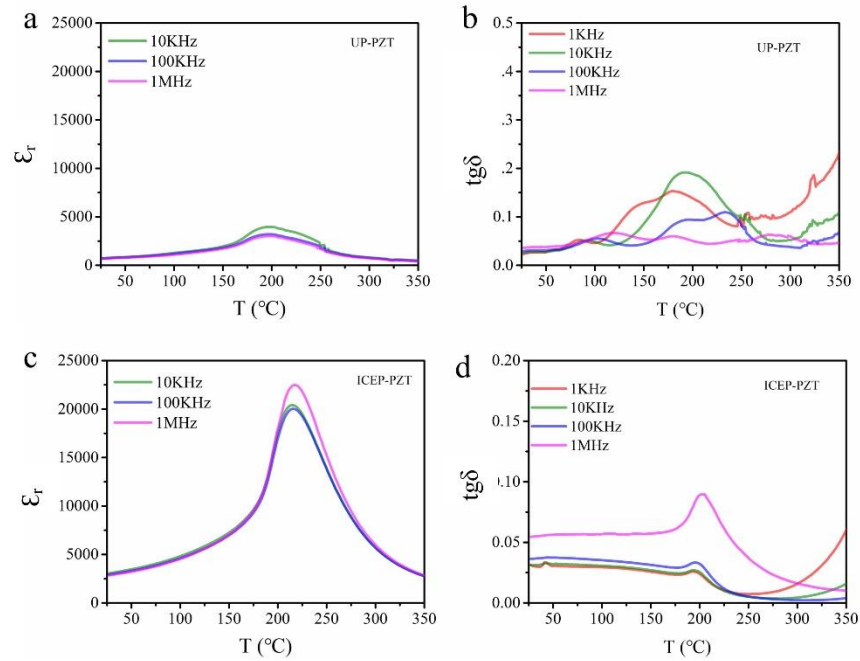 a
25000
20000
15000
10000
5000
0
εr
10KHz
100KHz
1MHz
UP-PZT
50 100 150 200 250 300 350
T (℃)
b
0.5
.4
.3
.2
0.1
0.0
tgδ
1KHz
10KHz
100KHz
1MHz
UP-PZT
50 100 150 200 250 300 350
T (℃)
c
25000
20000
15000
10000
5000
0
εr
10KHz
100KHz
1MHz
ICEP-PZT
50 100 150 200 250 300 350
T (℃)
d
0.20
0.15
0.10
0.05
0.00
tgδ
1KHz
10KHz
100KHz
1MHz
ICEP-PZT
50 100 150 200 250 300 350
T (℃)